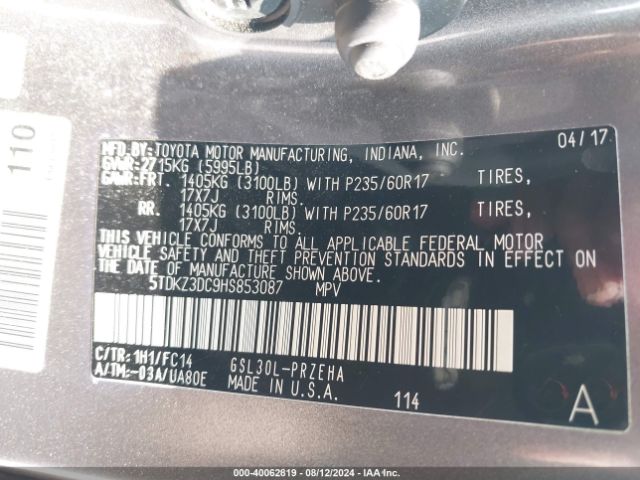 110
MFD.BY:TOYOTA MOTOR MANUFACTURING, INDIANA, INC. 04/17
GVWR:2715KG (5995LB)
GAWR:FRT. 1405KG (3100LB) WITH P235/60R17 TIRES,
17X7J RIMS.
RR. 1405KG (3100LB) WITH P235/60R17 TIRES,
17X7J RIMS.
THIS VEHICLE CONFORMS TO ALL APPLICABLE FEDERAL MOTOR
VEHICLE SAFETY AND THEFT PREVENTION STANDARDS IN EFFECT ON
THE DATE OF MANUFACTURE SHOWN ABOVE.
5TDKZ3DC9HS853087 MPV
C/TR: 1H1/FC14 GSL30L-PRZEHA
A/TM:-03A/UA80E MADE IN U.S.A.
114
A
000-40062819 - 08/12/2024 - IAAI